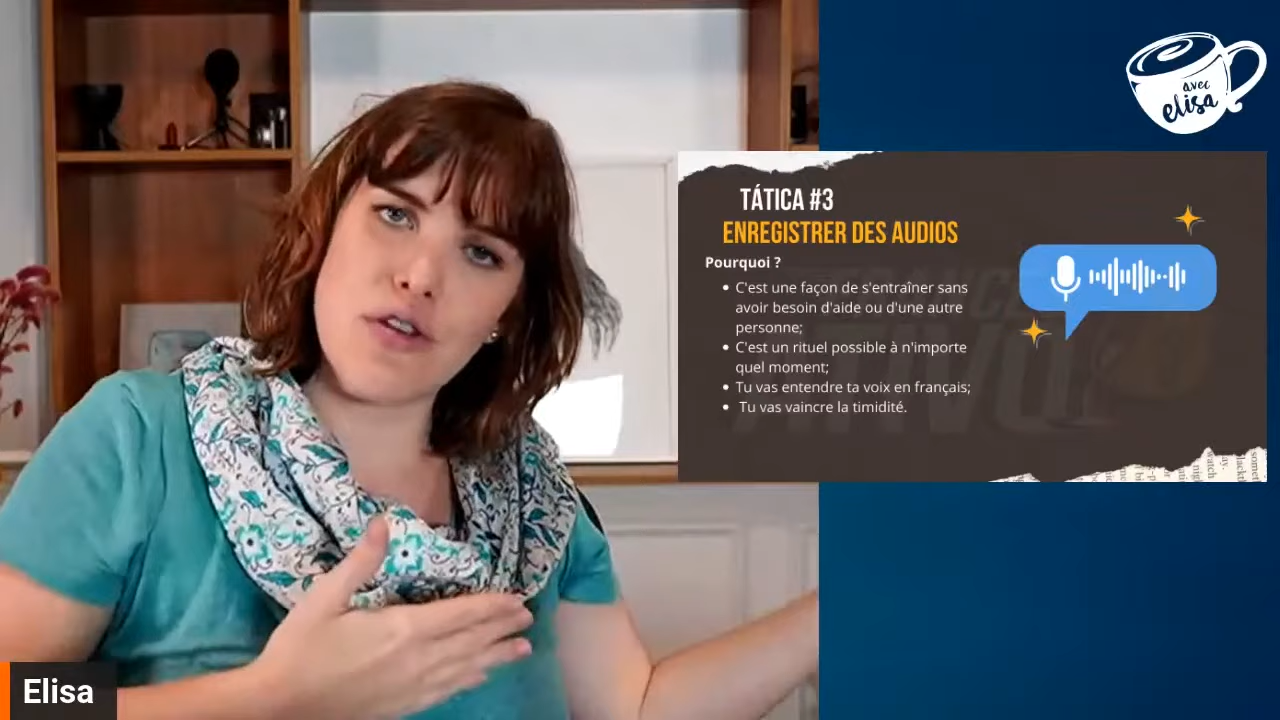 avec
elisa
TÁTICA #3
ENREGISTRER DES AUDIOS
Pourquoi ?
C'est une façon de s'entraîner sans
avoir besoin d'aide ou d'une autre
personne;
C'est un rituel possible à n'importe
quel moment;
Tu vas entendre ta voix en français;
Tu vas vaincre la timidité.
Elisa